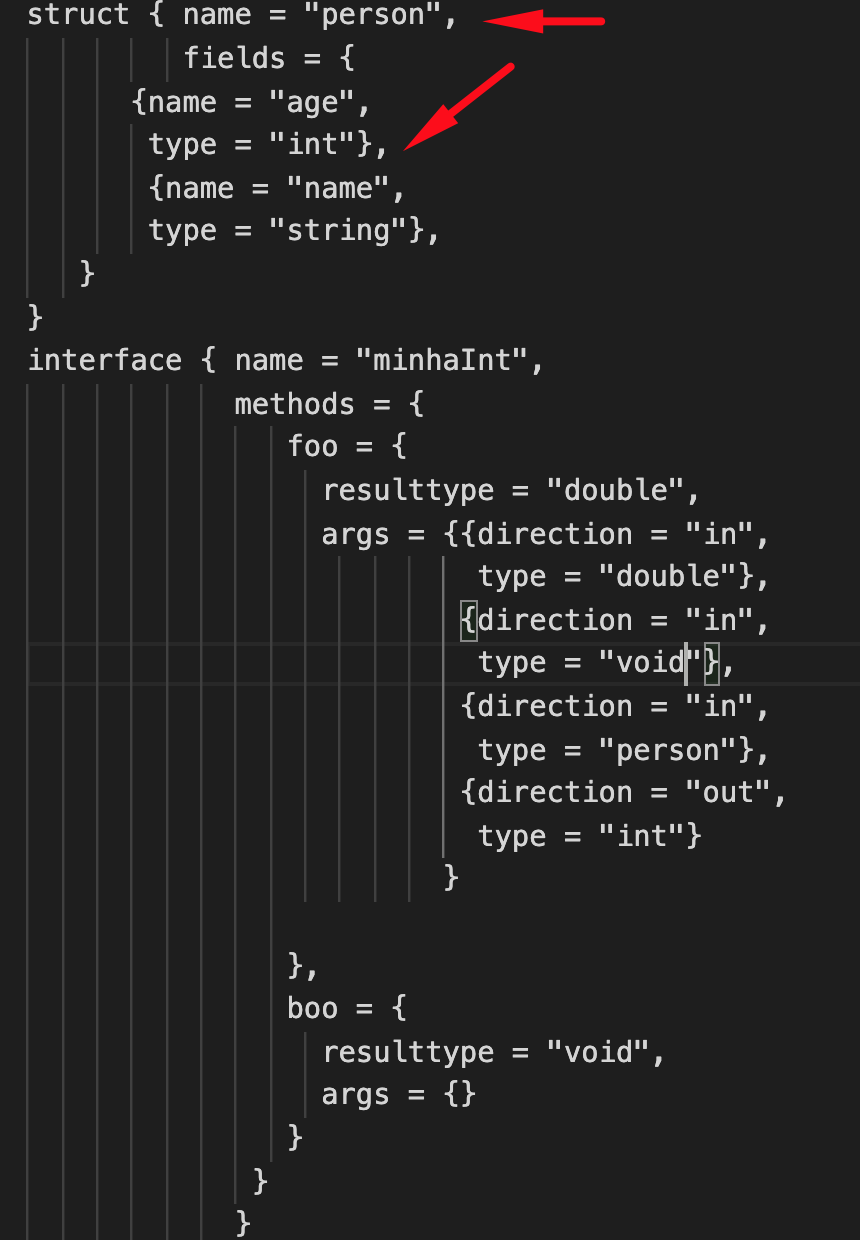 struct { name = "person",
fields = {
{name = "age",
type = "int"},
{name = "name",
type = "string"},
}
}
interface { name = "minhaInt",
methods = {
foo = {
resulttype = "double",
args = {{direction = "in",
type = "double"},
{direction = "in",
type = "void"},
{direction = "in",
type = "person"},
{direction = "out",
type = "int"}
}
},
boo = {
resulttype = "void",
args = {}
}
}
}